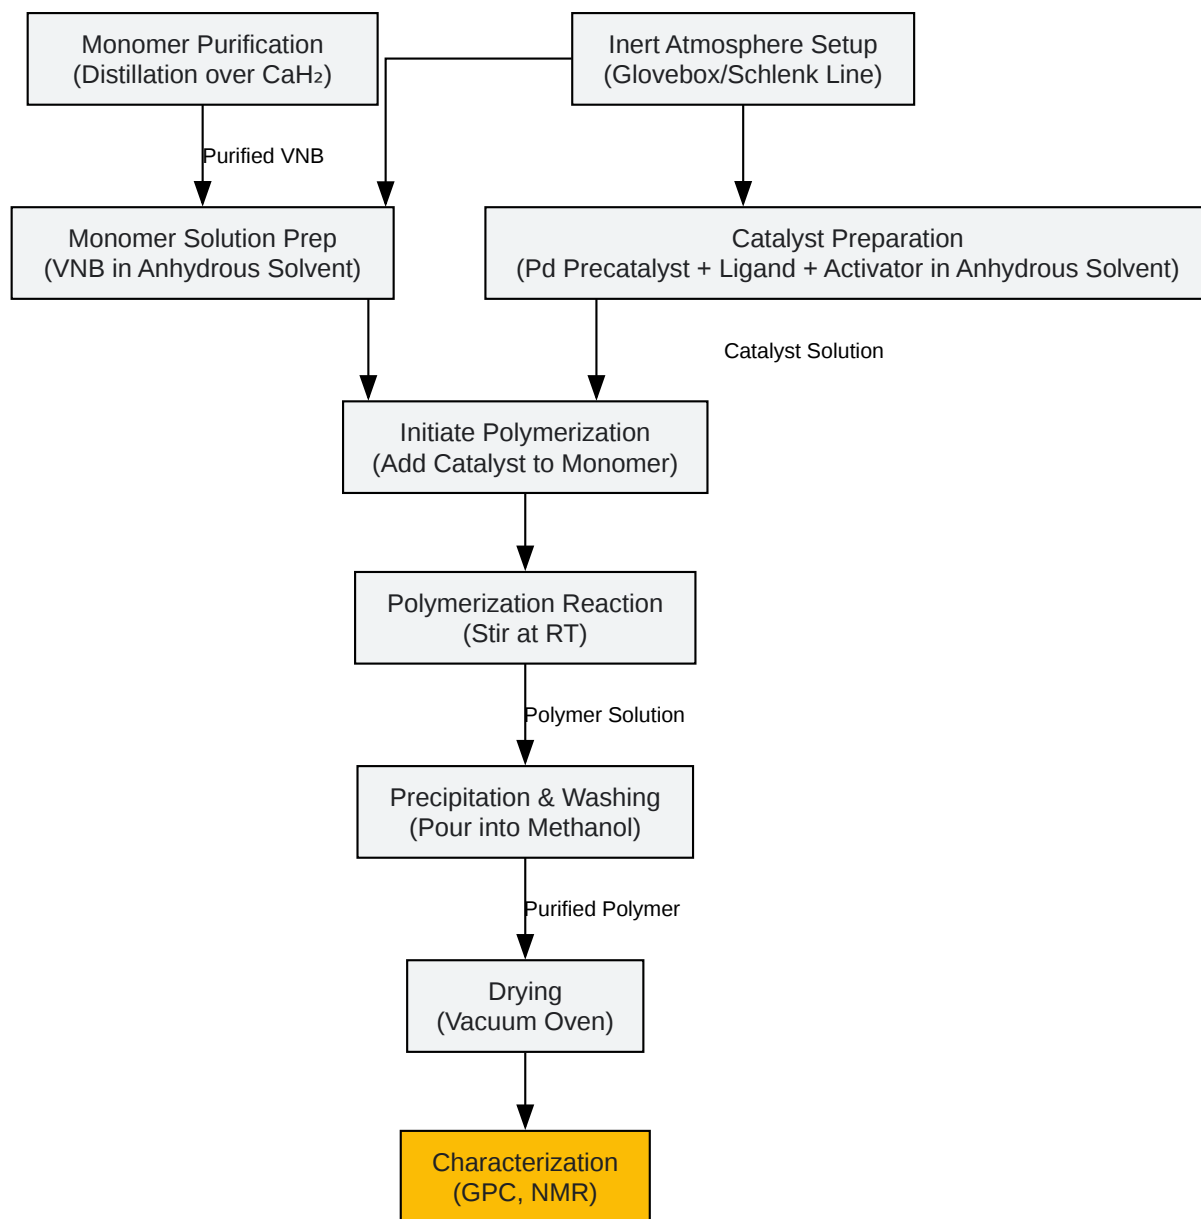 Monomer Purification
(Distillation over CaH₂)
Inert Atmosphere Setup
(Glovebox/Schlenk Line)
Purified VNB
Monomer Solution Prep
(VNB in Anhydrous Solvent)
Catalyst Preparation
(Pd Precatalyst + Ligand + Activator in Anhydrous Solvent)
Catalyst Solution
Initiate Polymerization
(Add Catalyst to Monomer)
Polymerization Reaction
(Stir at RT)
Polymer Solution
Precipitation & Washing
(Pour into Methanol)
Purified Polymer
Drying
(Vacuum Oven)
Characterization
(GPC, NMR)